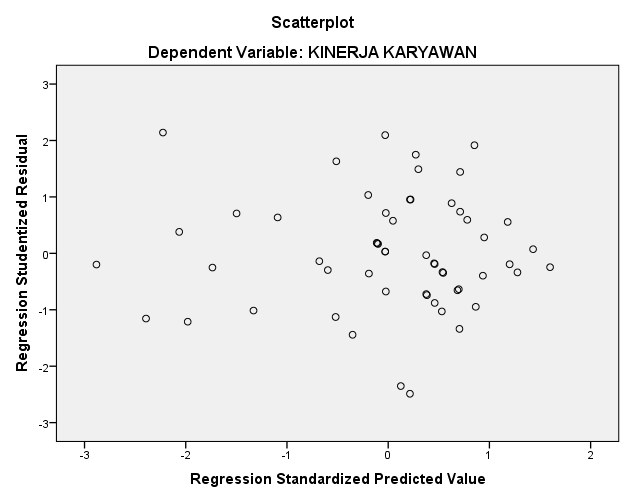 Scatterplot
Dependent Variable: KINERJA KARYAWAN
Regression Studentized Residual
3
2
1
0
-1
-2
-3
-3 -2 -1 0 1 2
Regression Standardized Predicted Value